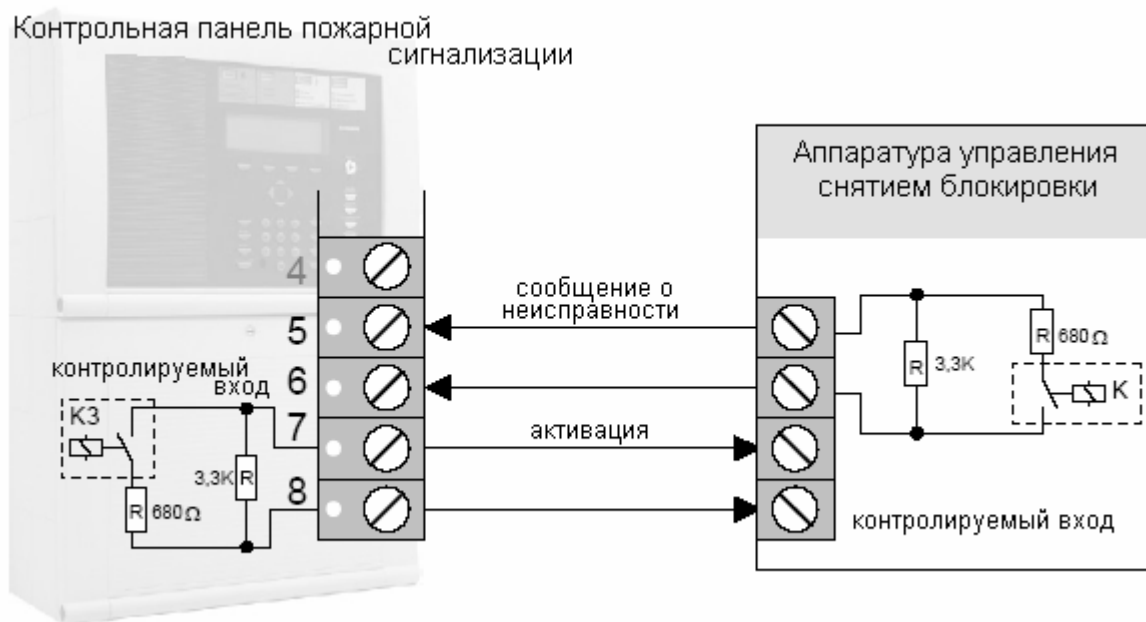 Контрольная панель пожарной
сигнализации
Аппаратура управления
снятием блокировки
4
сообщение о
неисправности
5
R 680Ω
R 3,3K
контролируемый
вход
6
K
K3
7
активация
3,3K R
8
R 680Ω
контролируемый вход